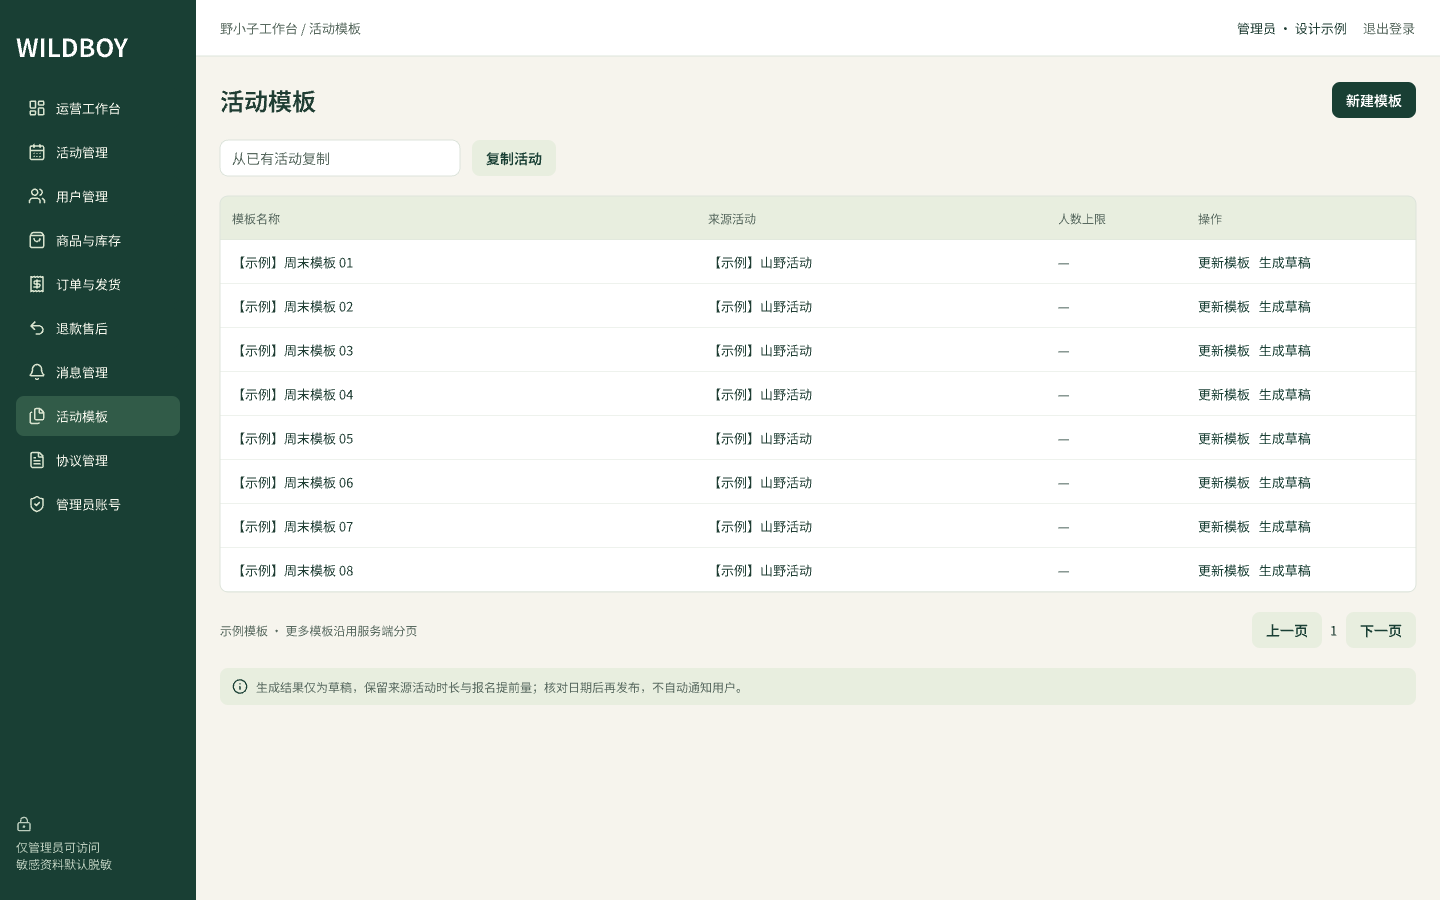 WILDBOY
运营工作台
活动管理
用户管理
商品与库存
订单与发货
退款售后
消息管理
活动模板
协议管理
管理员账号
仅管理员可访问
敏感资料默认脱敏
野小子工作台 / 活动模板
管理员 · 设计示例 退出登录
活动模板
新建模板
从已有活动复制 复制活动
模板名称 来源活动 人数上限 操作
【示例】周末模板 01 【示例】山野活动 — 更新模板 生成草稿
【示例】周末模板 02 【示例】山野活动 — 更新模板 生成草稿
【示例】周末模板 03 【示例】山野活动 — 更新模板 生成草稿
【示例】周末模板 04 【示例】山野活动 — 更新模板 生成草稿
【示例】周末模板 05 【示例】山野活动 — 更新模板 生成草稿
【示例】周末模板 06 【示例】山野活动 — 更新模板 生成草稿
【示例】周末模板 07 【示例】山野活动 — 更新模板 生成草稿
【示例】周末模板 08 【示例】山野活动 — 更新模板 生成草稿
示例模板 · 更多模板沿用服务端分页 上一页 1 下一页
生成结果仅为草稿，保留来源活动时长与报名提前量；核对日期后再发布，不自动通知用户。